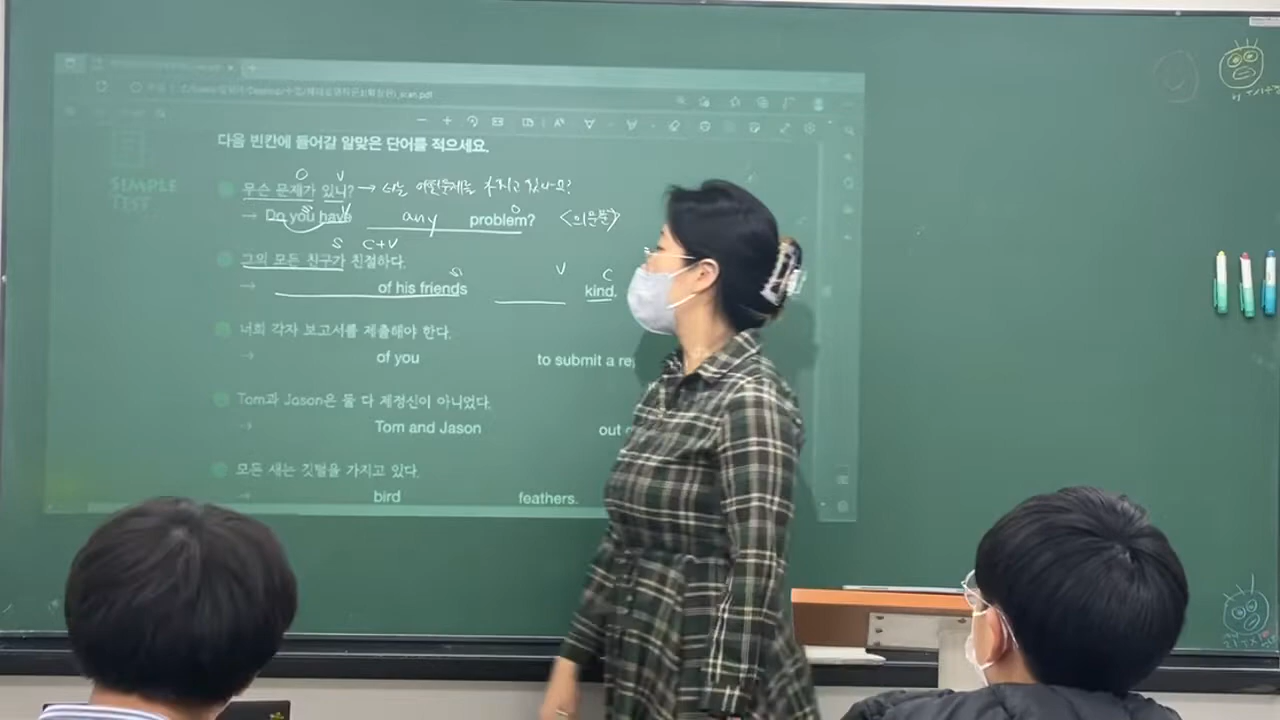 다음 빈칸에 들어갈 알맞은 단어를 적으세요.
SIMPLE
TEST
O V
무슨 문제가 있니? → 너는 어떤문제를 가지고 있나요?
S V O
→ Do you have any problem? <의문문>
S C+V
그의 모든 친구가 친절하다.
S V C
→ of his friends kind.
너희 각자 보고서를 제출해야 한다.
→ of you to submit a
Tom과 Jason은 둘 다 제정신이 아니었다.
→ Tom and Jason out
모든 새는 깃털을 가지고 있다.
→ bird feathers.